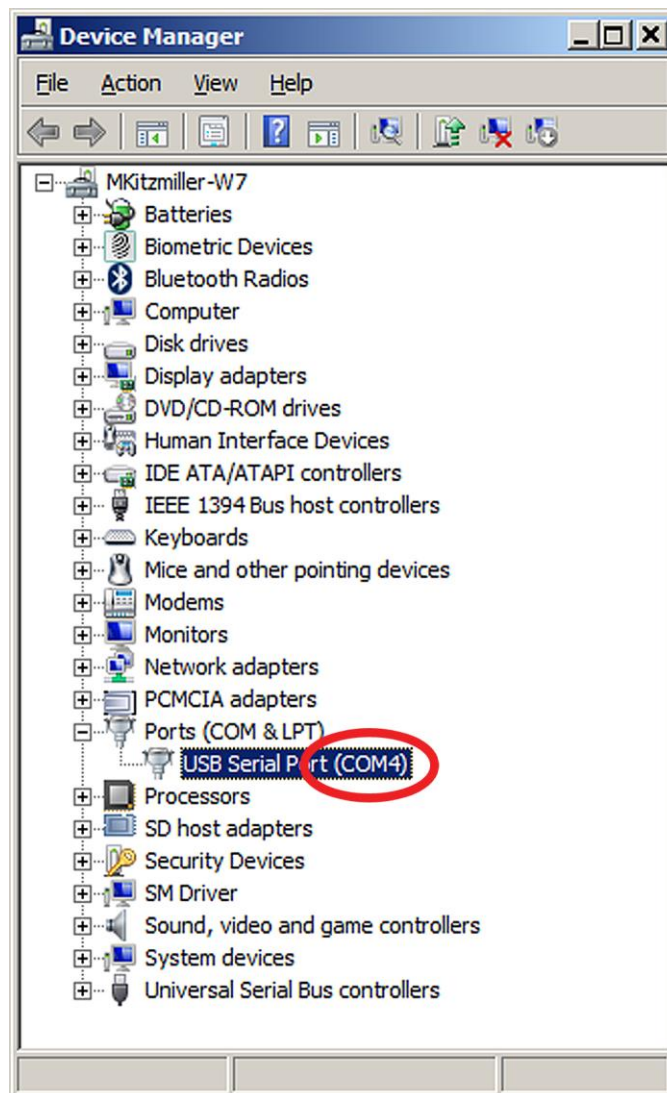 Device Manager
File Action View Help
MKitzmiller-W7
Batteries
Biometric Devices
Bluetooth Radios
Computer
Disk drives
Display adapters
DVD/CD-ROM drives
Human Interface Devices
IDE ATA/ATAPI controllers
IEEE 1394 Bus host controllers
Keyboards
Mice and other pointing devices
Modems
Monitors
Network adapters
PCMCIA adapters
Ports (COM & LPT)
USB Serial Port (COM4)
Processors
SD host adapters
Security Devices
SM Driver
Sound, video and game controllers
System devices
Universal Serial Bus controllers